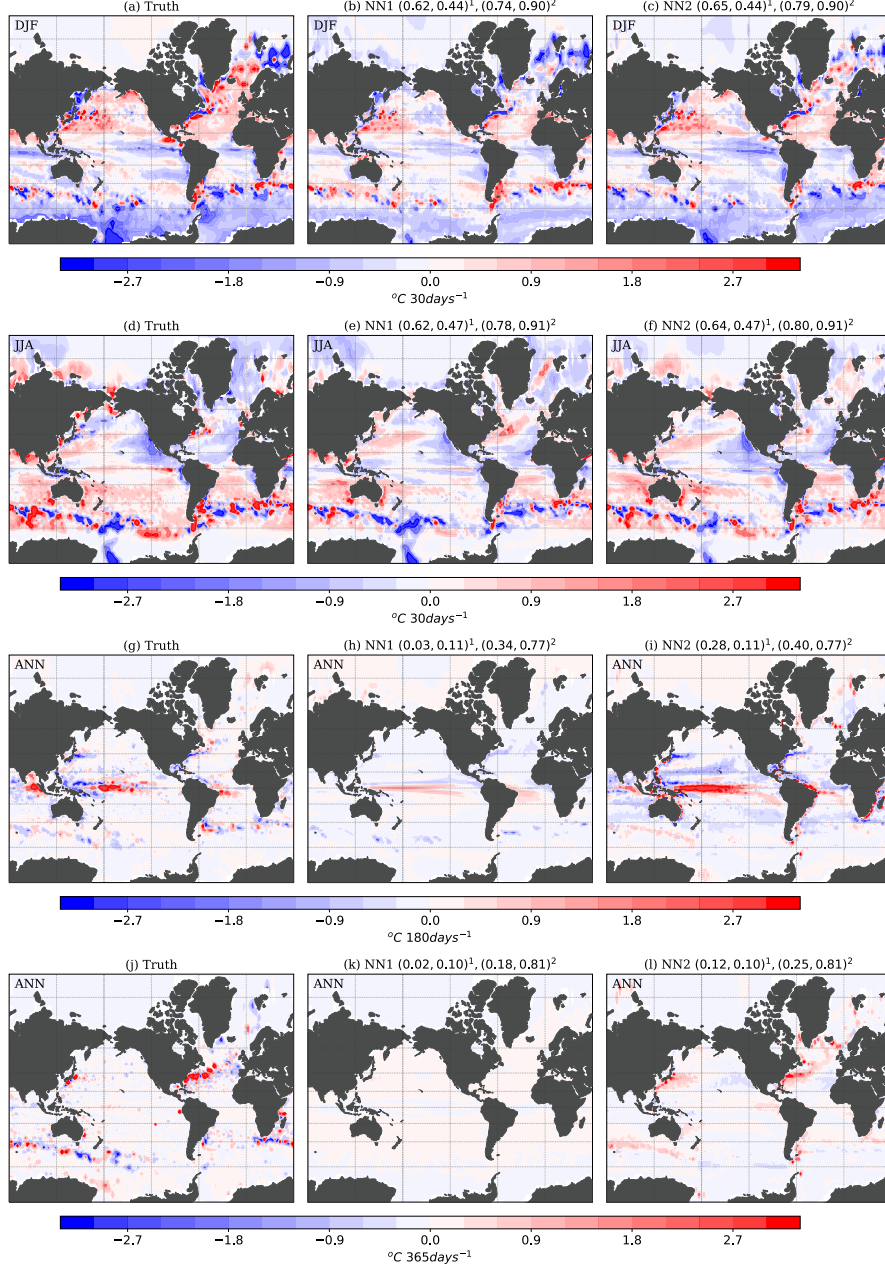 (a) Truth
(b) NN1 (0.62, 0.44)¹, (0.74, 0.90)²
(c) NN2 (0.65, 0.44)¹, (0.79, 0.90)²
DJF
DJF
DJF
−2.7 −1.8 −0.9 0.0 0.9 1.8 2.7
°C 30days⁻¹
(d) Truth
(e) NN1 (0.62, 0.47)¹, (0.78, 0.91)²
(f) NN2 (0.64, 0.47)¹, (0.80, 0.91)²
JJA
JJA
JJA
−2.7 −1.8 −0.9 0.0 0.9 1.8 2.7
°C 30days⁻¹
(g) Truth
(h) NN1 (0.03, 0.11)¹, (0.34, 0.77)²
(i) NN2 (0.28, 0.11)¹, (0.40, 0.77)²
ANN
ANN
ANN
−2.7 −1.8 −0.9 0.0 0.9 1.8 2.7
°C 180days⁻¹
(j) Truth
(k) NN1 (0.02, 0.10)¹, (0.18, 0.81)²
(l) NN2 (0.12, 0.10)¹, (0.25, 0.81)²
ANN
ANN
ANN
−2.7 −1.8 −0.9 0.0 0.9 1.8 2.7
°C 365days⁻¹